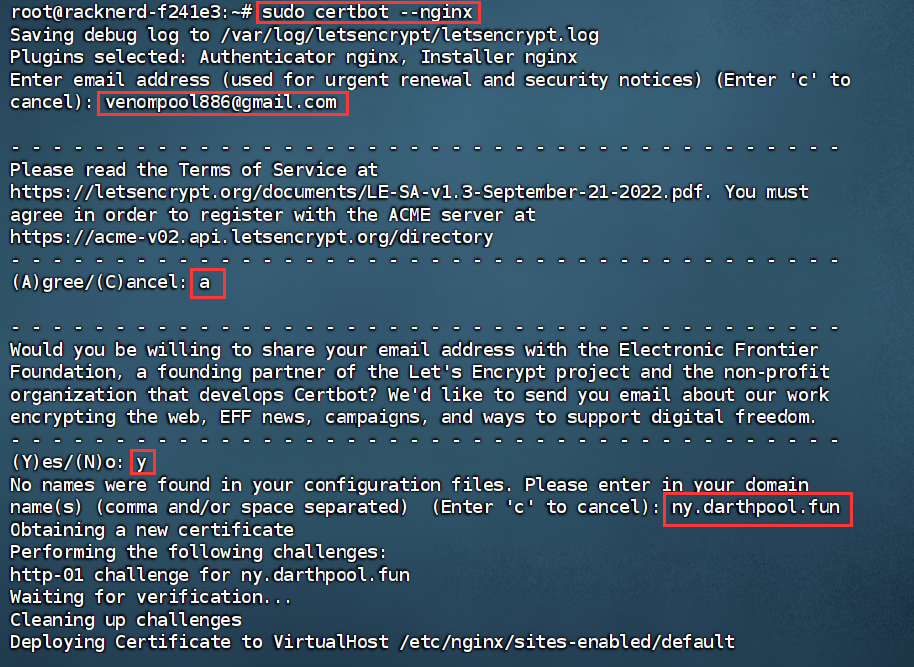 root@racknerd-f241e3:~# sudo certbot --nginx
Saving debug log to /var/log/letsencrypt/letsencrypt.log
Plugins selected: Authenticator nginx, Installer nginx
Enter email address (used for urgent renewal and security notices) (Enter 'c' to
cancel): venompool886@gmail.com
- - - - - - - - - - - - - - - - - - - - - - - - - - - - - - - - - - - - - - - -
Please read the Terms of Service at
https://letsencrypt.org/documents/LE-SA-v1.3-September-21-2022.pdf. You must
agree in order to register with the ACME server at
https://acme-v02.api.letsencrypt.org/directory
- - - - - - - - - - - - - - - - - - - - - - - - - - - - - - - - - - - - - - - -
(A)gree/(C)ancel: a
- - - - - - - - - - - - - - - - - - - - - - - - - - - - - - - - - - - - - - - -
Would you be willing to share your email address with the Electronic Frontier
Foundation, a founding partner of the Let's Encrypt project and the non-profit
organization that develops Certbot? We'd like to send you email about our work
encrypting the web, EFF news, campaigns, and ways to support digital freedom.
- - - - - - - - - - - - - - - - - - - - - - - - - - - - - - - - - - - - - - - -
(Y)es/(N)o: y
No names were found in your configuration files. Please enter in your domain
name(s) (comma and/or space separated)  (Enter 'c' to cancel): ny.darthpool.fun
Obtaining a new certificate
Performing the following challenges:
http-01 challenge for ny.darthpool.fun
Waiting for verification...
Cleaning up challenges
Deploying Certificate to VirtualHost /etc/nginx/sites-enabled/default